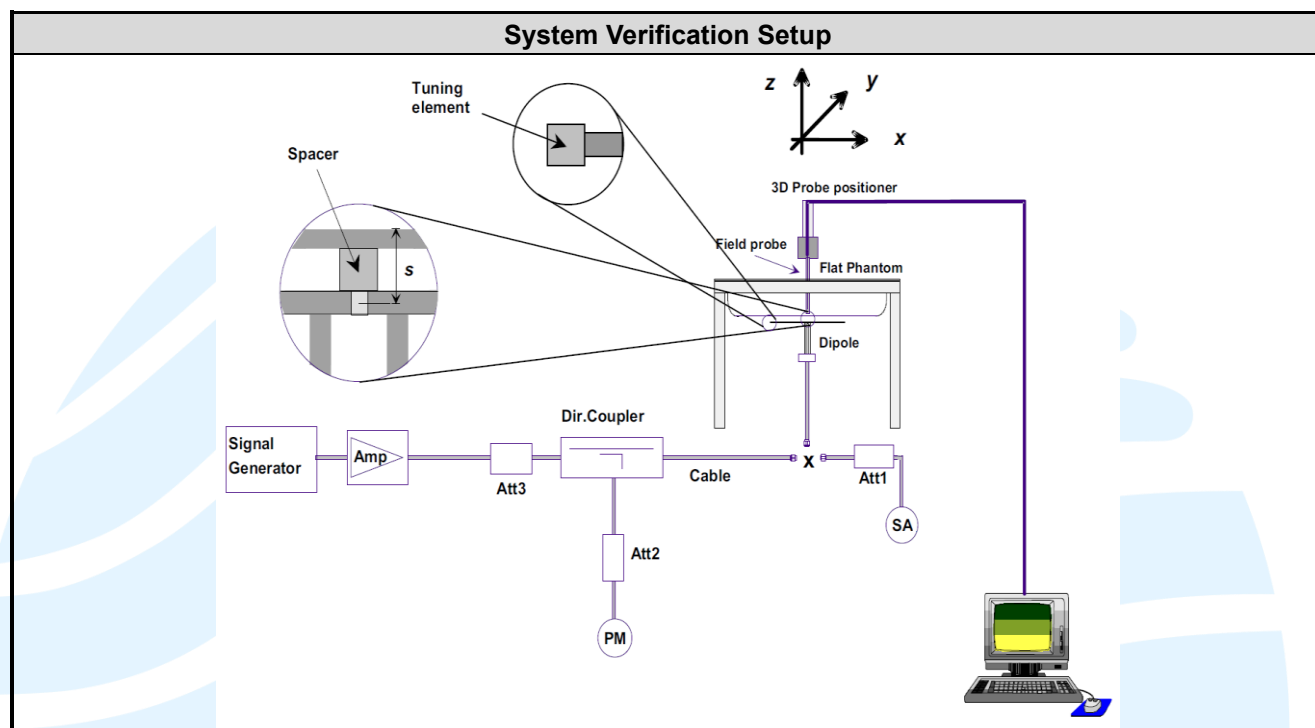 System Verification Setup
Tuning
element
z
y
x
Spacer
s
3D Probe positioner
Field probe
Flat Phantom
Dipole
Dir.Coupler
Signal
Generator
Amp
Att3
Cable
x
Att1
SA
Att2
PM